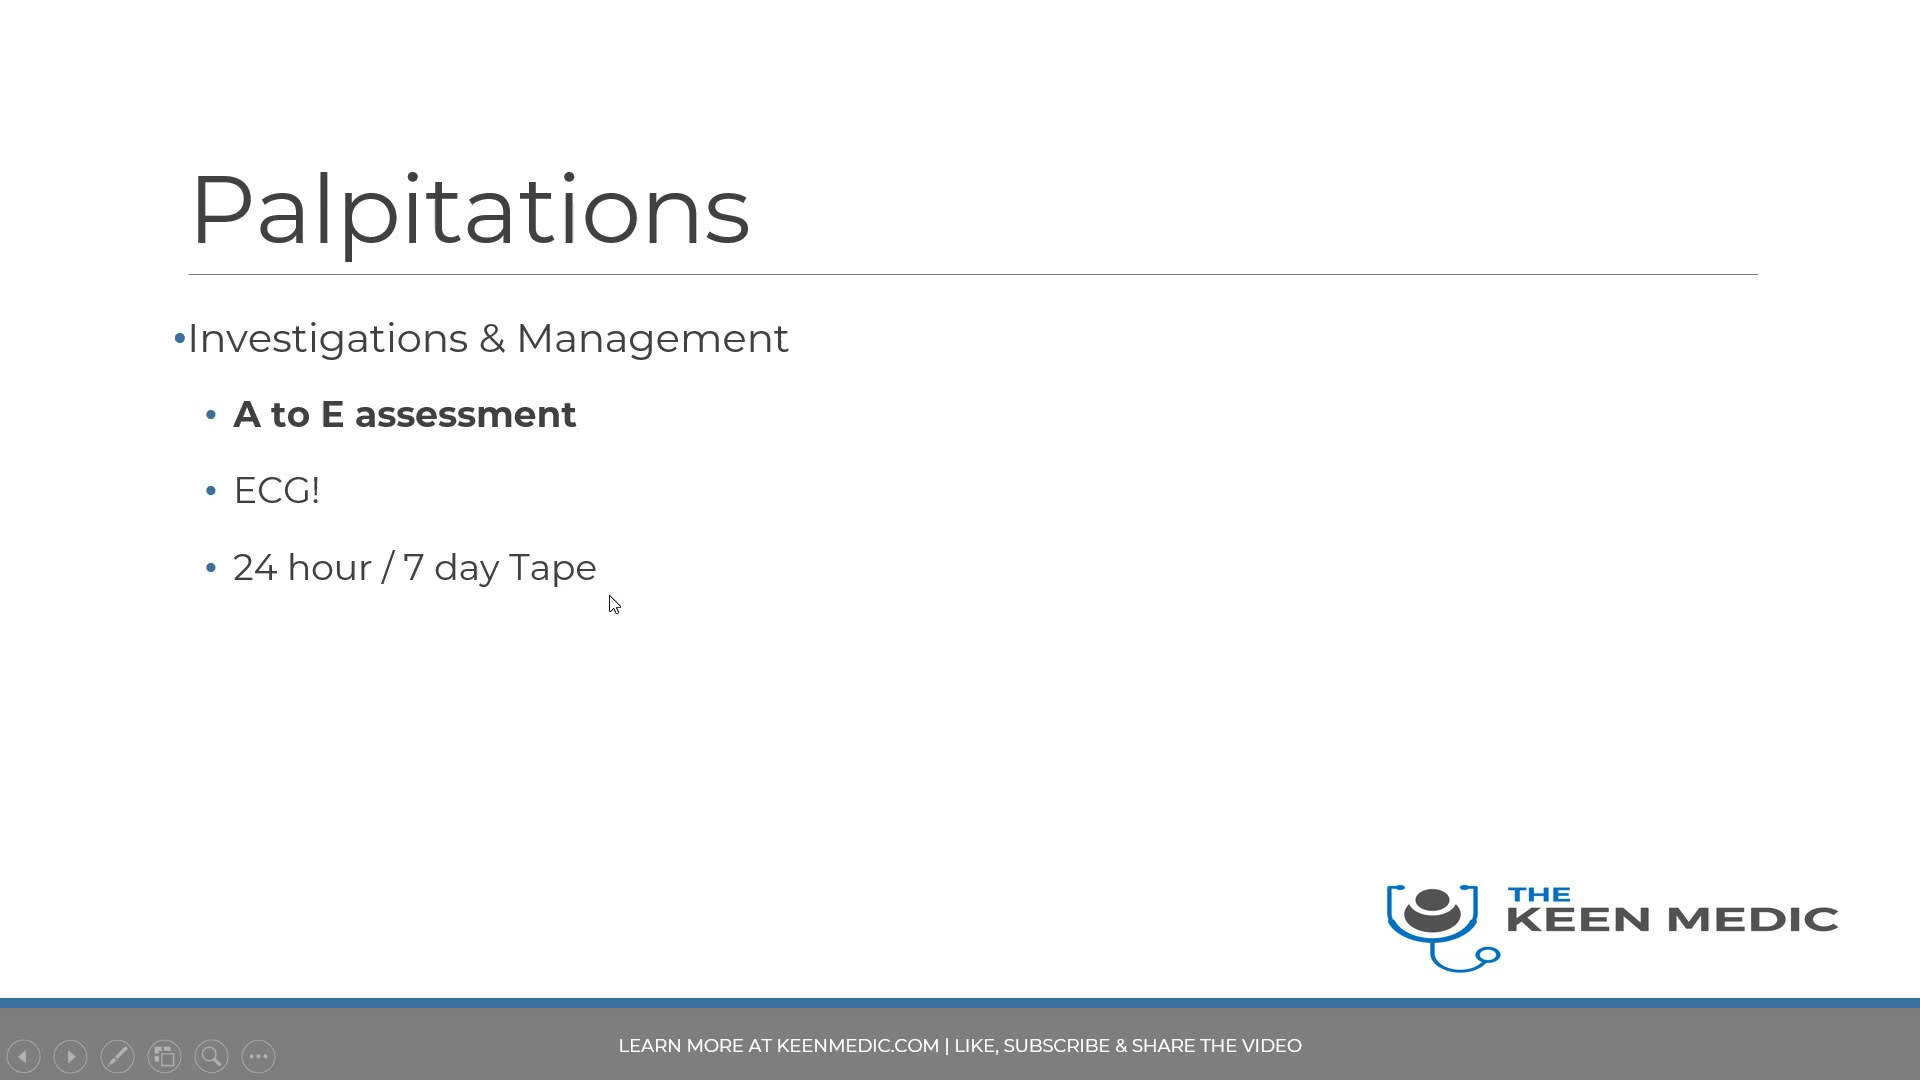 Palpitations
•Investigations & Management
• A to E assessment
• ECG!
• 24 hour / 7 day Tape
THE
KEEN MEDIC
LEARN MORE AT KEENMEDIC.COM | LIKE, SUBSCRIBE & SHARE THE VIDEO